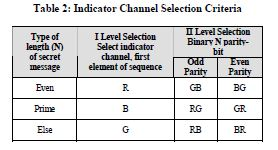 Table 2: Indicator Channel Selection Criteria
Type of length (N) of secret message
I Level Selection Select indicator channel, first element of sequence
II Level Selection Binary N parity-bit
Odd Parity
Even Parity
Even R GB BG
Prime B RG GR
Else G RB BR